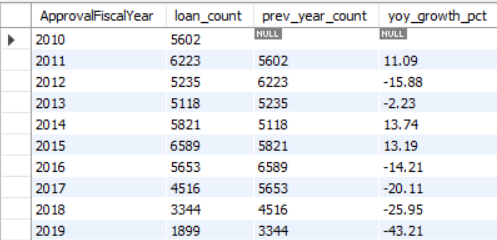 ApprovalFiscalYear loan_count prev_year_count yoy_growth_pct
2010 5602 NULL NULL
2011 6223 5602 11.09
2012 5235 6223 -15.88
2013 5118 5235 -2.23
2014 5821 5118 13.74
2015 6589 5821 13.19
2016 5653 6589 -14.21
2017 4516 5653 -20.11
2018 3344 4516 -25.95
2019 1899 3344 -43.21